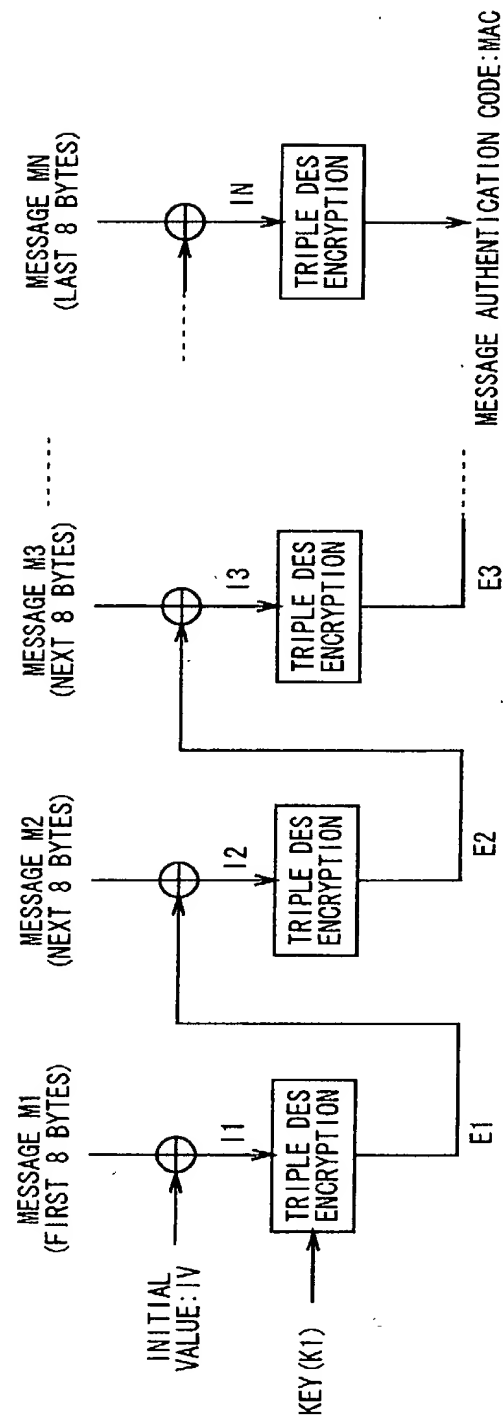 MESSAGE M1
(FIRST 8 BYTES)
MESSAGE M2
(NEXT 8 BYTES)
MESSAGE M3
(NEXT 8 BYTES)
MESSAGE MN
(LAST 8 BYTES)
INITIAL
VALUE:IV
I1
I2
I3
IN
KEY(K1)
TRIPLE DES
ENCRYPTION
TRIPLE DES
ENCRYPTION
TRIPLE DES
ENCRYPTION
TRIPLE DES
ENCRYPTION
E1
E2
E3
MESSAGE AUTHENTICATION CODE:MAC